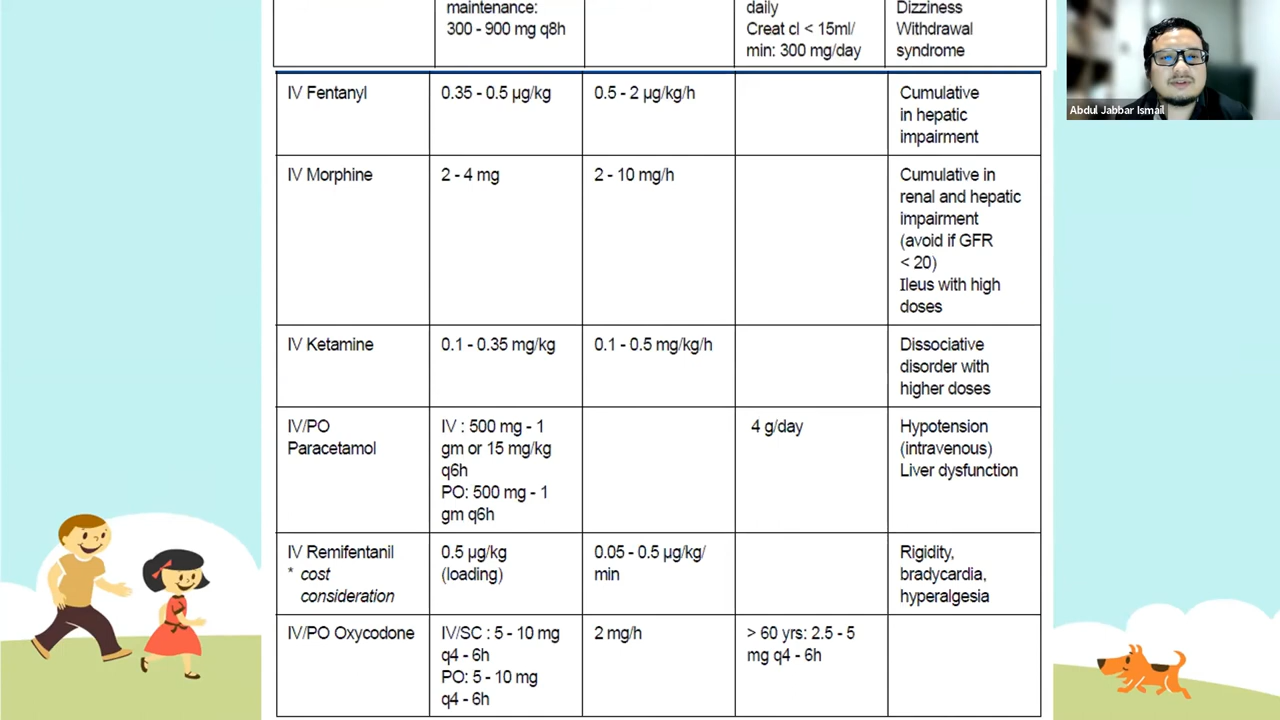 maintenance:
300 - 900 mg q8h
daily
Creat cl < 15ml/
min: 300 mg/day
Dizziness
Withdrawal
syndrome
IV Fentanyl
0.35 - 0.5 µg/kg
0.5 - 2 µg/kg/h
Cumulative
in hepatic
impairment
IV Morphine
2 - 4 mg
2 - 10 mg/h
Cumulative in
renal and hepatic
impairment
(avoid if GFR
< 20)
Ileus with high
doses
IV Ketamine
0.1 - 0.35 mg/kg
0.1 - 0.5 mg/kg/h
Dissociative
disorder with
higher doses
IV/PO
Paracetamol
IV : 500 mg - 1
gm or 15 mg/kg
q6h
PO: 500 mg - 1
gm q6h
4 g/day
Hypotension
(intravenous)
Liver dysfunction
IV Remifentanil
* cost
consideration
0.5 µg/kg
(loading)
0.05 - 0.5 µg/kg/
min
Rigidity,
bradycardia,
hyperalgesia
IV/PO Oxycodone
IV/SC : 5 - 10 mg
q4 - 6h
PO: 5 - 10 mg
q4 - 6h
2 mg/h
> 60 yrs: 2.5 - 5
mg q4 - 6h
Abdul Jabbar Ismail